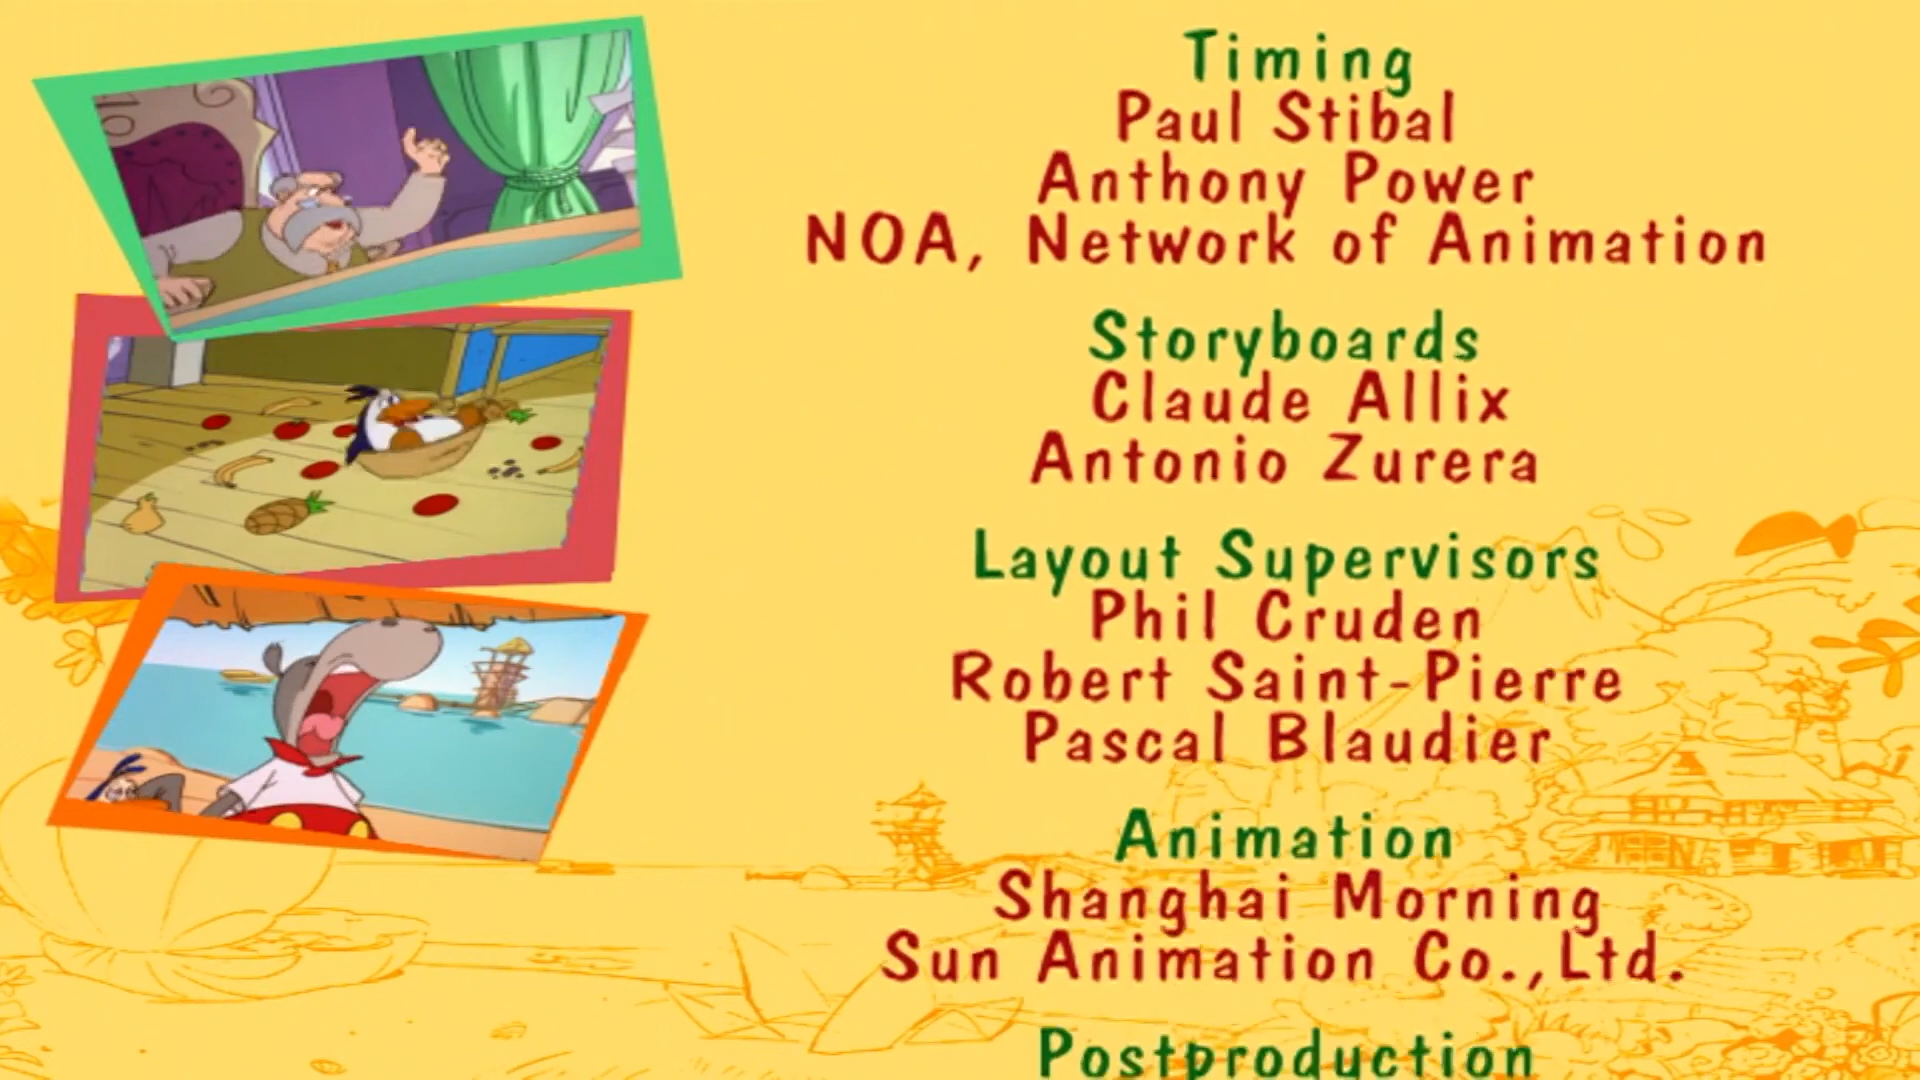 Timing
Paul Stibal
Anthony Power
NOA, Network of Animation
Storyboards
Claude Allix
Antonio Zurera
Layout Supervisors
Phil Cruden
Robert Saint-Pierre
Pascal Blaudier
Animation
Shanghai Morning
Sun Animation Co.,Ltd.
Postproduction